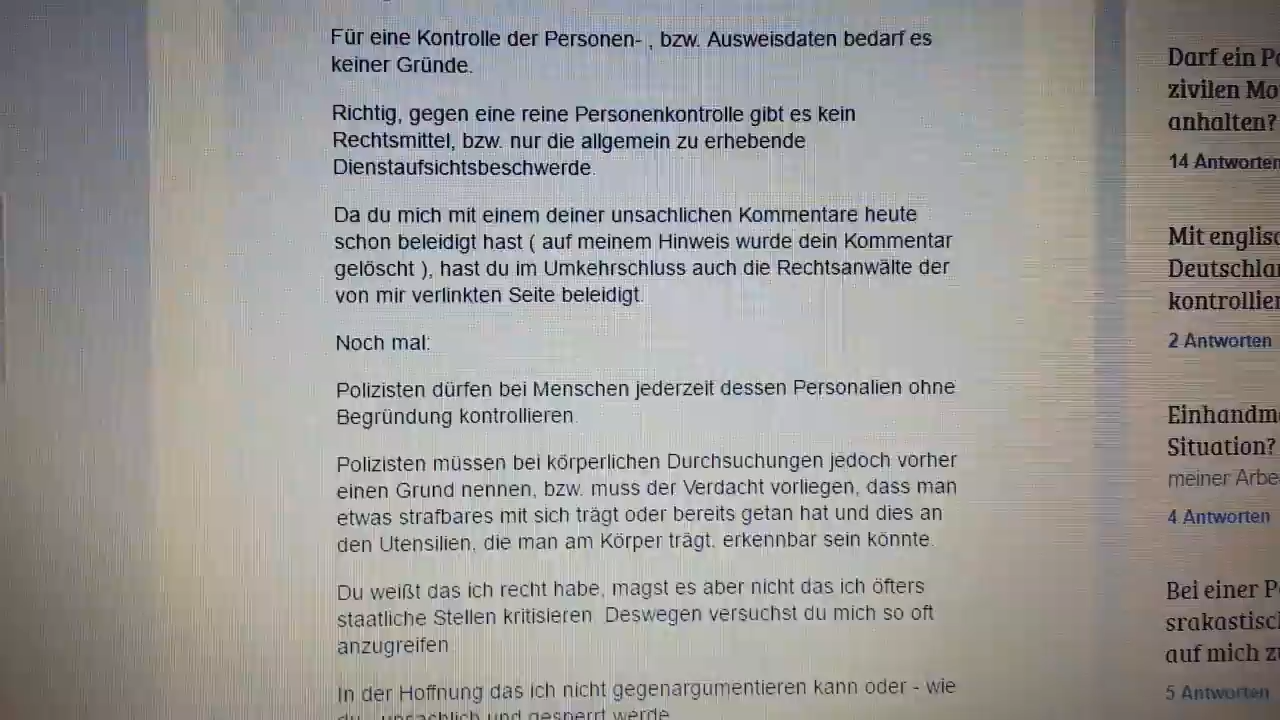 Für eine Kontrolle der Personen- , bzw. Ausweisdaten bedarf es
keiner Gründe.
Richtig, gegen eine reine Personenkontrolle gibt es kein
Rechtsmittel, bzw. nur die allgemein zu erhebende
Dienstaufsichtsbeschwerde.
Da du mich mit einem deiner unsachlichen Kommentare heute
schon beleidigt hast ( auf meinem Hinweis wurde dein Kommentar
gelöscht ), hast du im Umkehrschluss auch die Rechtsanwälte der
von mir verlinkten Seite beleidigt.
Noch mal:
Polizisten dürfen bei Menschen jederzeit dessen Personalien ohne
Begründung kontrollieren.
Polizisten müssen bei körperlichen Durchsuchungen jedoch vorher
einen Grund nennen, bzw. muss der Verdacht vorliegen, dass man
etwas strafbares mit sich trägt oder bereits getan hat und dies an
den Utensilien, die man am Körper trägt, erkennbar sein könnte.
Du weißt das ich recht habe, magst es aber nicht das ich öfters
staatliche Stellen kritisieren. Deswegen versuchst du mich so oft
anzugreifen
In der Hoffnung das ich nicht gegenargumentieren kann oder - wie
du unsachlich und gesperrt werde
Darf ein
zivilen
anhalten?
14 Antworten
Mit
kontrollier
2 Antworten
Situation?
meiner
4 Antworten
Bei einer
auf mich
5 Antworten